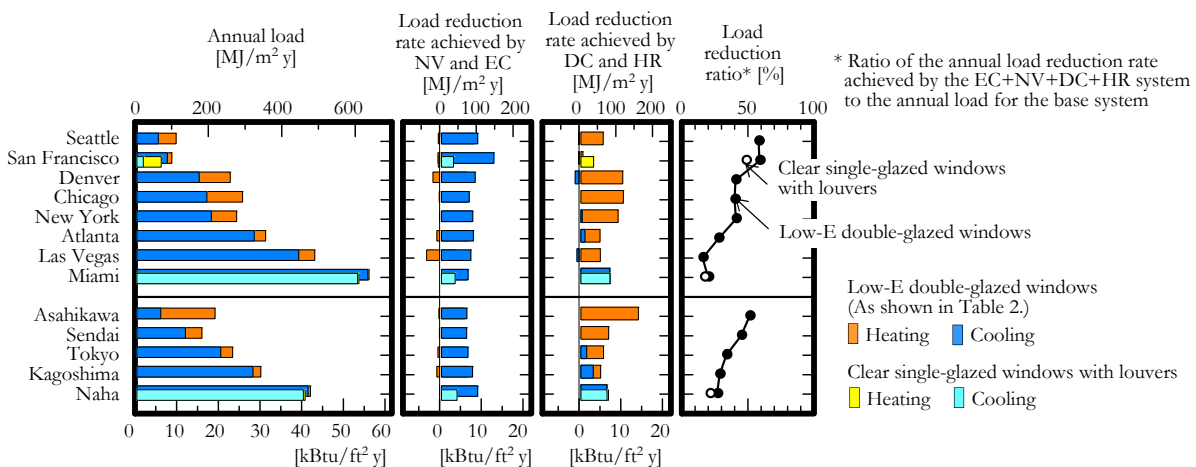 Annual load
[MJ/m² y]
Load reduction
rate achieved by
NV and EC
[MJ/m² y]
Load reduction
rate achieved by
DC and HR
[MJ/m² y]
Load
reduction
ratio* [%]
* Ratio of the annual load reduction rate
achieved by the EC+NV+DC+HR system
to the annual load for the base system
0 200 400 600
0 100 200
0 100 200
0 50 100
Seattle
San Francisco
Denver
Chicago
New York
Atlanta
Las Vegas
Miami
Asahikawa
Sendai
Tokyo
Kagoshima
Naha
Clear single-glazed windows
with louvers
Low-E double-glazed windows
Low-E double-glazed windows
(As shown in Table 2.)
Heating Cooling
Clear single-glazed windows with louvers
Heating Cooling
0 10 20 30 40 50 60
[kBtu/ft² y]
0 10 20
[kBtu/ft² y]
0 10 20
[kBtu/ft² y]